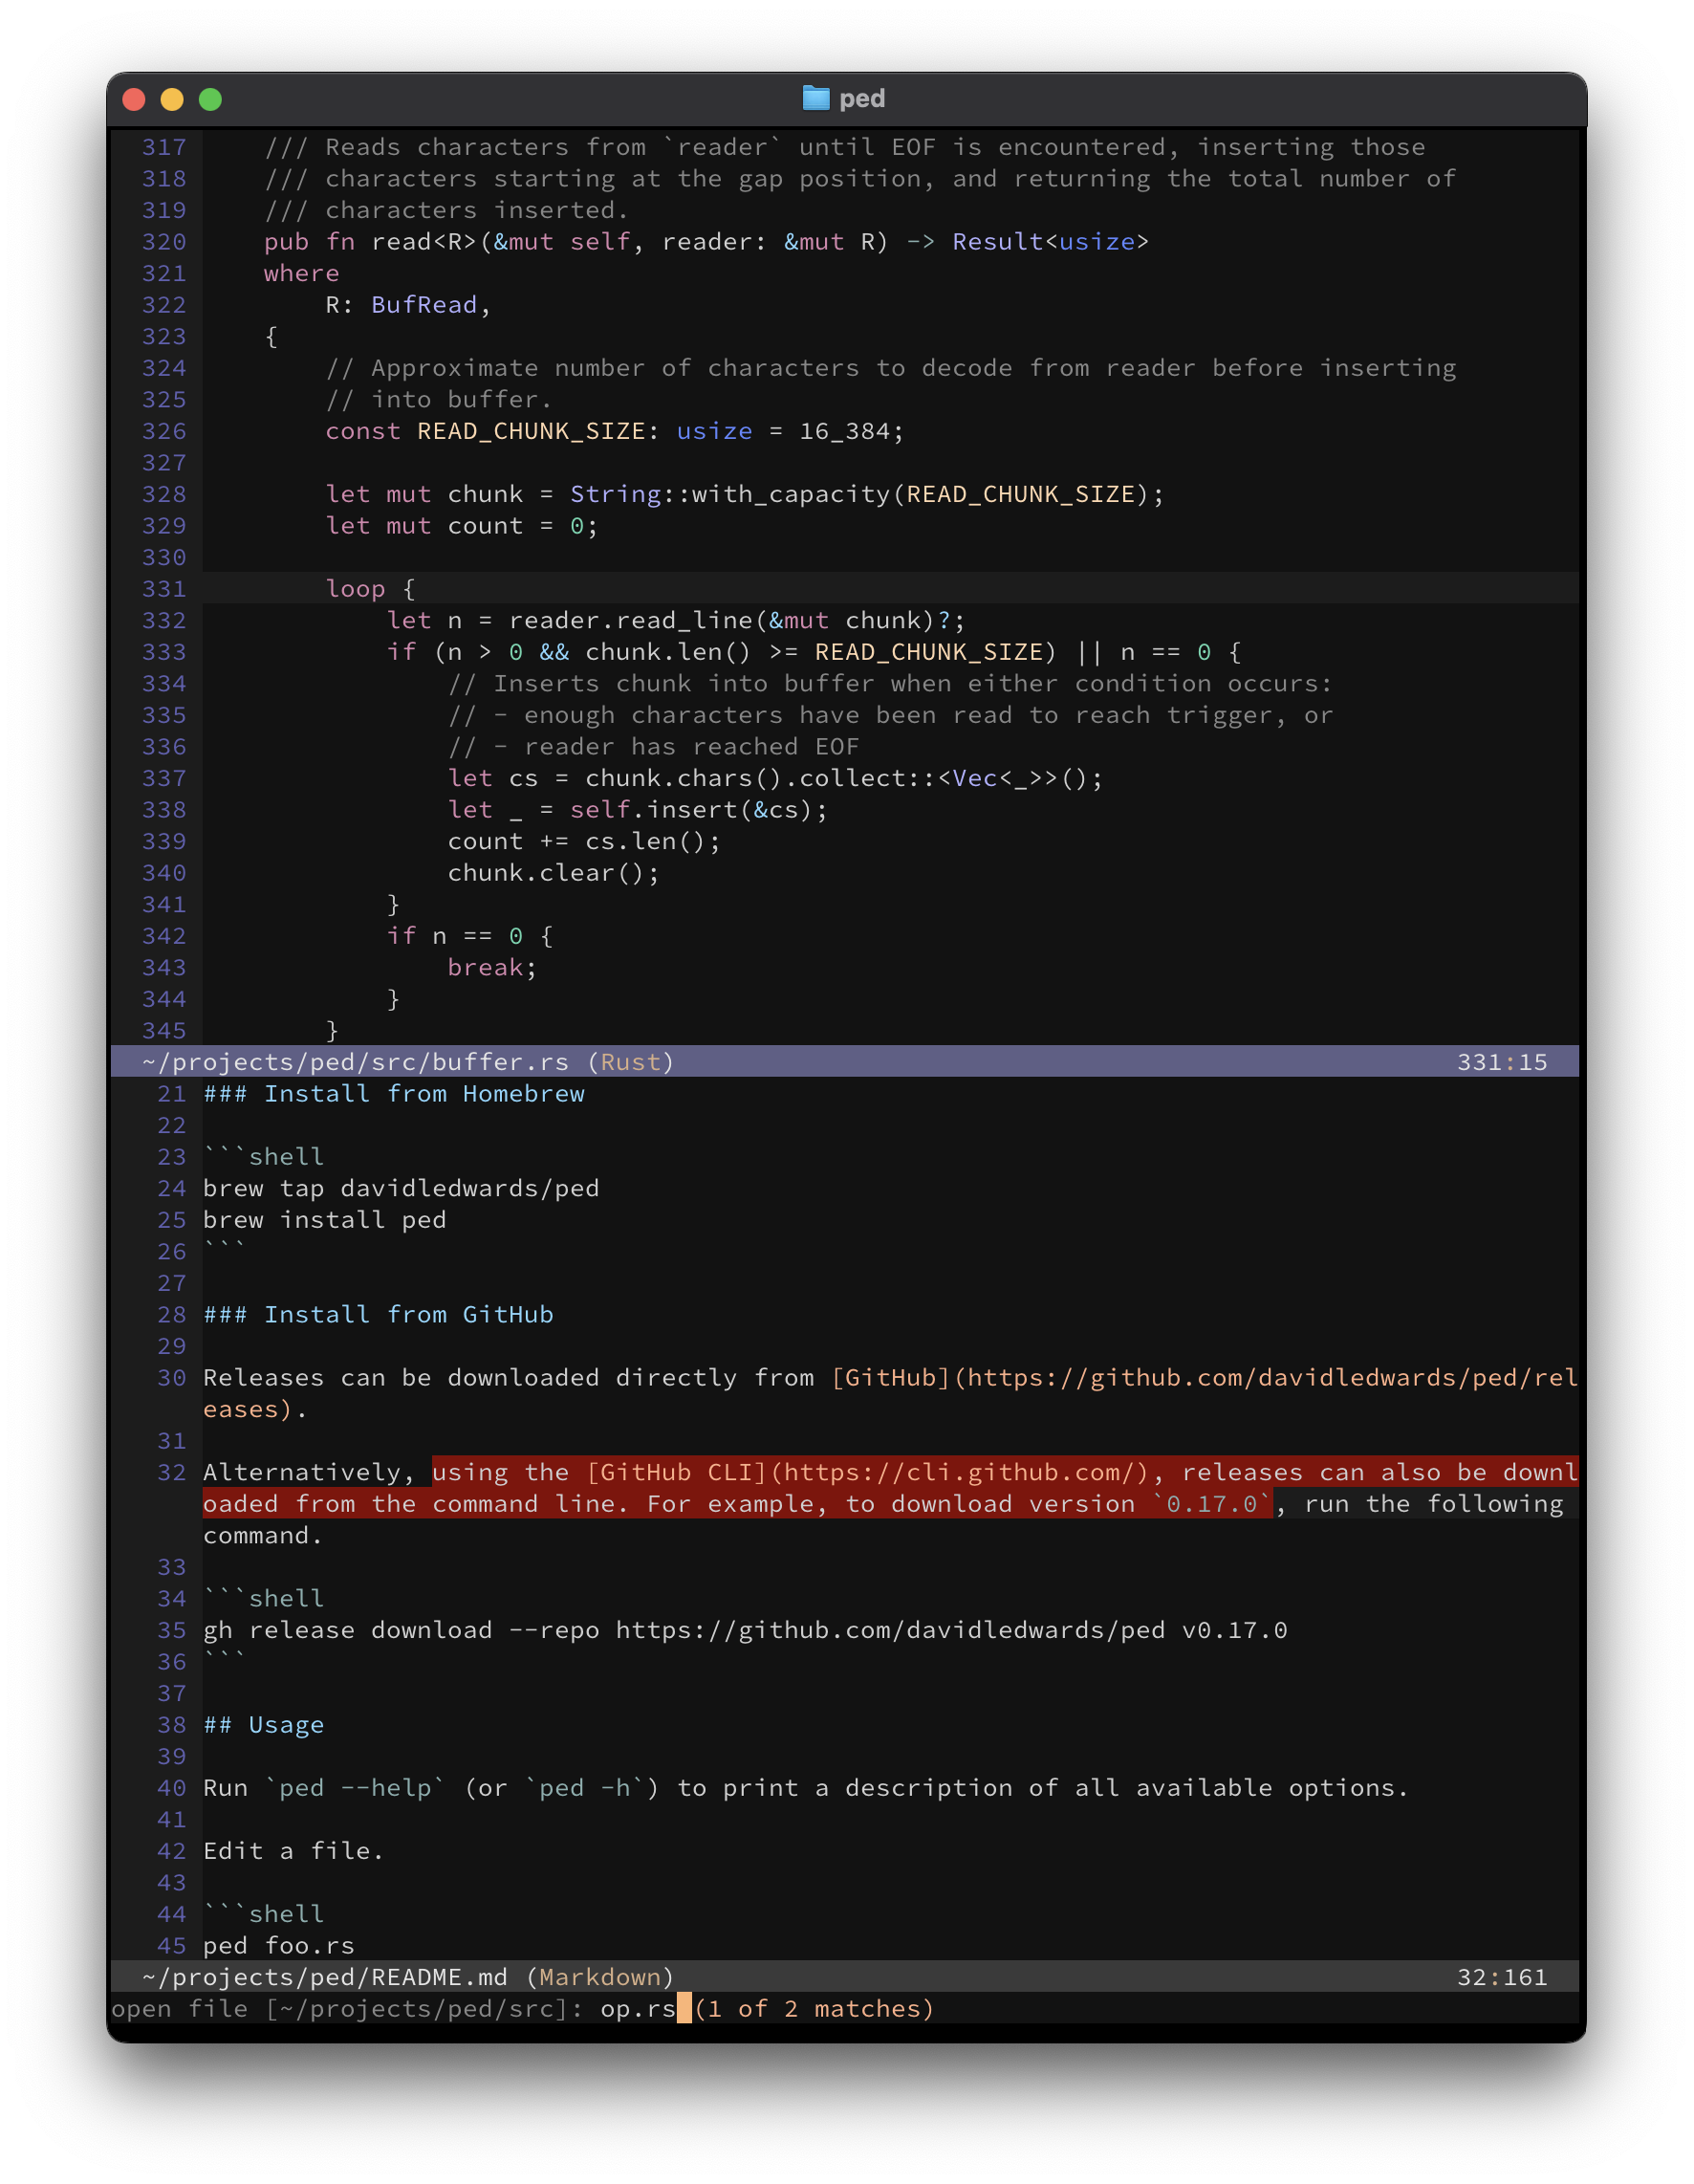 ped
317     /// Reads characters from `reader` until EOF is encountered, inserting those
318     /// characters starting at the gap position, and returning the total number of
319     /// characters inserted.
320     pub fn read<R>(&mut self, reader: &mut R) -> Result<usize>
321     where
322         R: BufRead,
323     {
324         // Approximate number of characters to decode from reader before inserting
325         // into buffer.
326         const READ_CHUNK_SIZE: usize = 16_384;
327
328         let mut chunk = String::with_capacity(READ_CHUNK_SIZE);
329         let mut count = 0;
330
331         loop {
332             let n = reader.read_line(&mut chunk)?;
333             if (n > 0 && chunk.len() >= READ_CHUNK_SIZE) || n == 0 {
334                 // Inserts chunk into buffer when either condition occurs:
335                 // - enough characters have been read to reach trigger, or
336                 // - reader has reached EOF
337                 let cs = chunk.chars().collect::<Vec<_>>();
338                 let _ = self.insert(&cs);
339                 count += cs.len();
340                 chunk.clear();
341             }
342             if n == 0 {
343                 break;
344             }
345         }
~/projects/ped/src/buffer.rs (Rust) 331:15
21 ### Install from Homebrew
22
23 ```shell
24 brew tap davidledwards/ped
25 brew install ped
26 ```
27
28 ### Install from GitHub
29
30 Releases can be downloaded directly from [GitHub](https://github.com/davidledwards/ped/rel
eases).
31
32 Alternatively, using the [GitHub CLI](https://cli.github.com/), releases can also be downl
oaded from the command line. For example, to download version `0.17.0`, run the following
command.
33
34 ```shell
35 gh release download --repo https://github.com/davidledwards/ped v0.17.0
36 ```
37
38 ## Usage
39
40 Run `ped --help` (or `ped -h`) to print a description of all available options.
41
42 Edit a file.
43
44 ```shell
45 ped foo.rs
~/projects/ped/README.md (Markdown) 32:161
open file [~/projects/ped/src]: op.rs (1 of 2 matches)